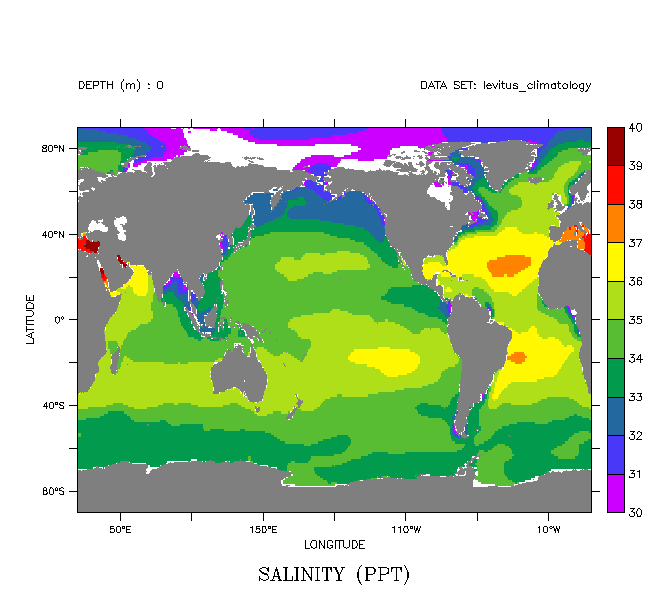 DEPTH (m) : 0
DATA SET: levitus_climatology
40
39
38
37
36
35
34
33
32
31
30
80°N
40°N
0°
40°S
80°S
LATITUDE
50°E
150°E
110°W
10°W
LONGITUDE
SALINITY (PPT)